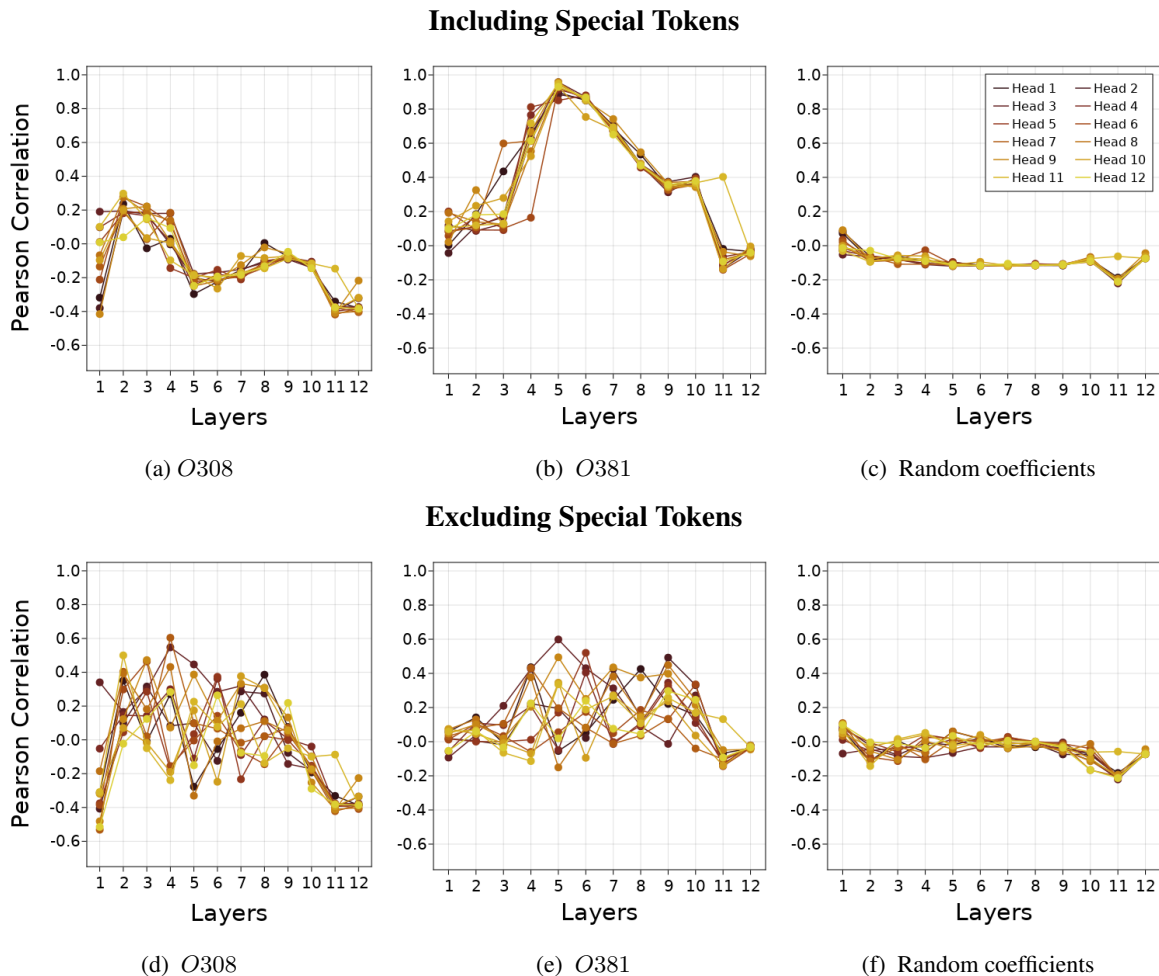 Including Special Tokens
Pearson Correlation
1.0
0.8
0.6
0.4
0.2
-0.0
-0.2
-0.4
-0.6
1 2 3 4 5 6 7 8 9 10 11 12
Layers
(a) O308
1.0
0.8
0.6
0.4
0.2
-0.0
-0.2
-0.4
-0.6
1 2 3 4 5 6 7 8 9 10 11 12
Layers
(b) O381
1.0
0.8
0.6
0.4
0.2
-0.0
-0.2
-0.4
-0.6
Head 1 Head 2
Head 3 Head 4
Head 5 Head 6
Head 7 Head 8
Head 9 Head 10
Head 11 Head 12
1 2 3 4 5 6 7 8 9 10 11 12
Layers
(c) Random coefficients
Excluding Special Tokens
Pearson Correlation
1.0
0.8
0.6
0.4
0.2
-0.0
-0.2
-0.4
-0.6
1 2 3 4 5 6 7 8 9 10 11 12
Layers
(d) O308
1.0
0.8
0.6
0.4
0.2
-0.0
-0.2
-0.4
-0.6
1 2 3 4 5 6 7 8 9 10 11 12
Layers
(e) O381
1.0
0.8
0.6
0.4
0.2
-0.0
-0.2
-0.4
-0.6
1 2 3 4 5 6 7 8 9 10 11 12
Layers
(f) Random coefficients